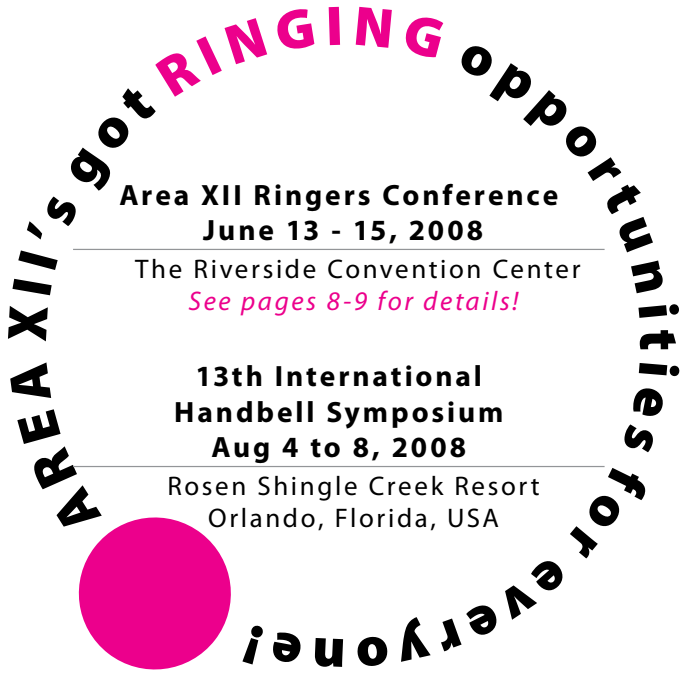 AREA XII's got RINGING opportunities for everyone!
Area XII Ringers Conference
June 13 - 15, 2008
The Riverside Convention Center
See pages 8-9 for details!
13th International
Handbell Symposium
Aug 4 to 8, 2008
Rosen Shingle Creek Resort
Orlando, Florida, USA